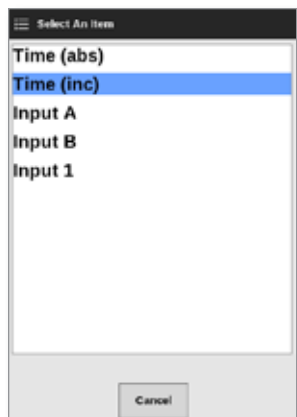 Select An Item
Time (abs)
Time (inc)
Input A
Input B
Input 1
Cancel